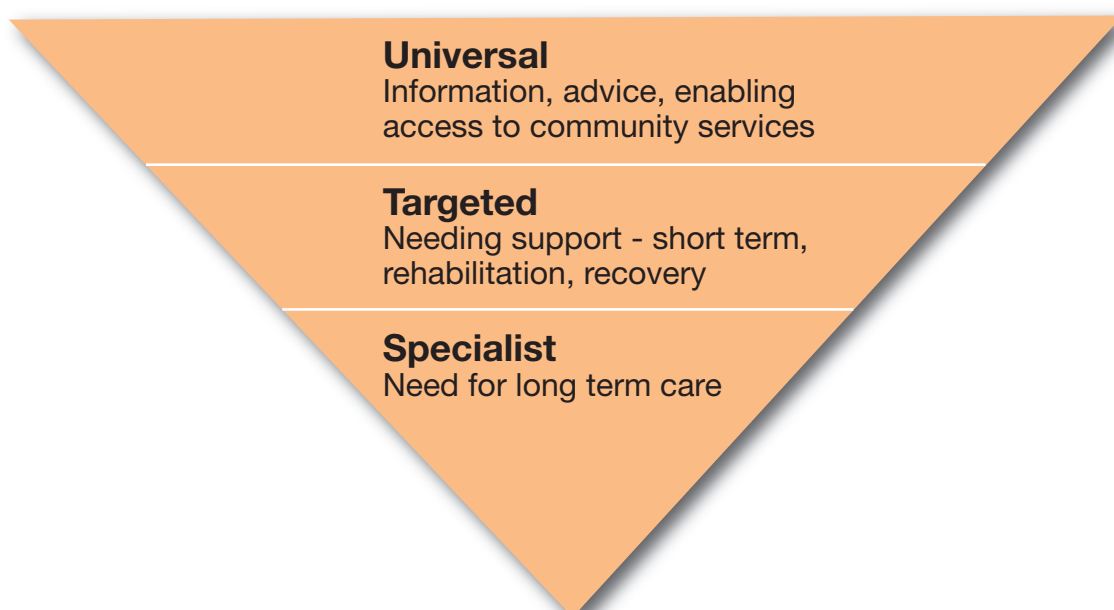 Universal
Information, advice, enabling
access to community services
Targeted
Needing support - short term,
rehabilitation, recovery
Specialist
Need for long term care